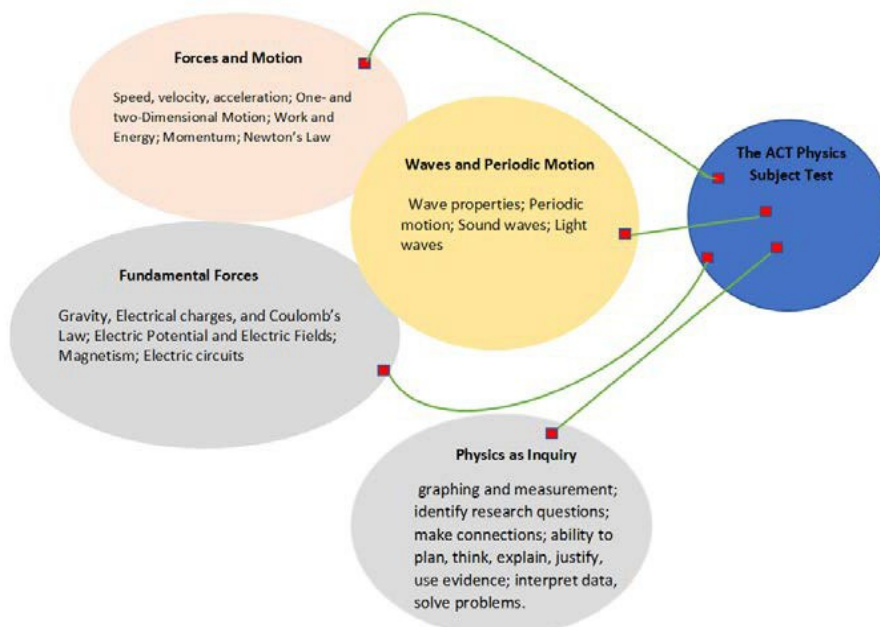 Forces and Motion
Speed, velocity, acceleration; One- and
two-Dimensional Motion; Work and
Energy; Momentum; Newton's Law
Waves and Periodic Motion
Wave properties; Periodic
motion; Sound waves; Light
waves
The ACT Physics
Subject Test
Fundamental Forces
Gravity, Electrical charges, and Coulomb's
Law; Electric Potential and Electric Fields;
Magnetism; Electric circuits
Physics as Inquiry
graphing and measurement;
identify research questions;
make connections; ability to
plan, think, explain, justify,
use evidence; interpret data,
solve problems.